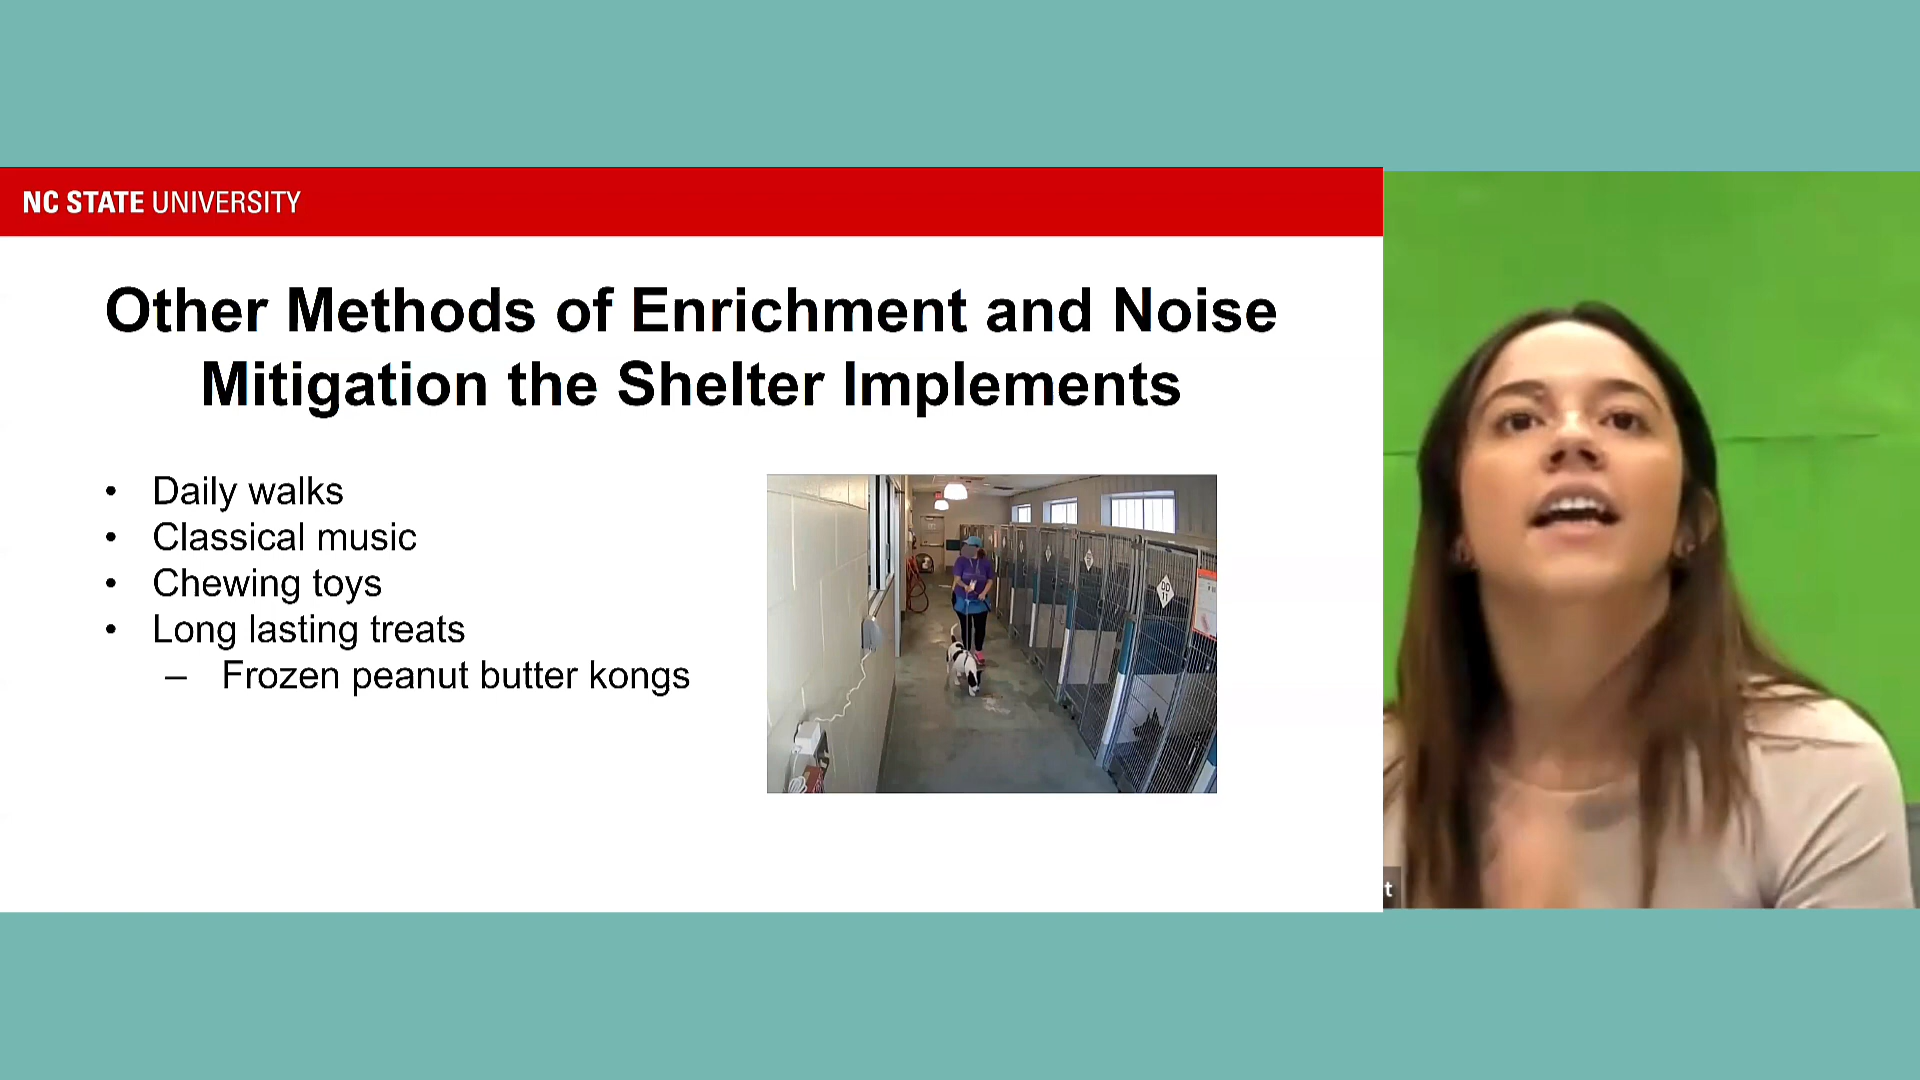 NC STATE UNIVERSITY
Other Methods of Enrichment and Noise
Mitigation the Shelter Implements
• Daily walks
• Classical music
• Chewing toys
• Long lasting treats
– Frozen peanut butter kongs
t